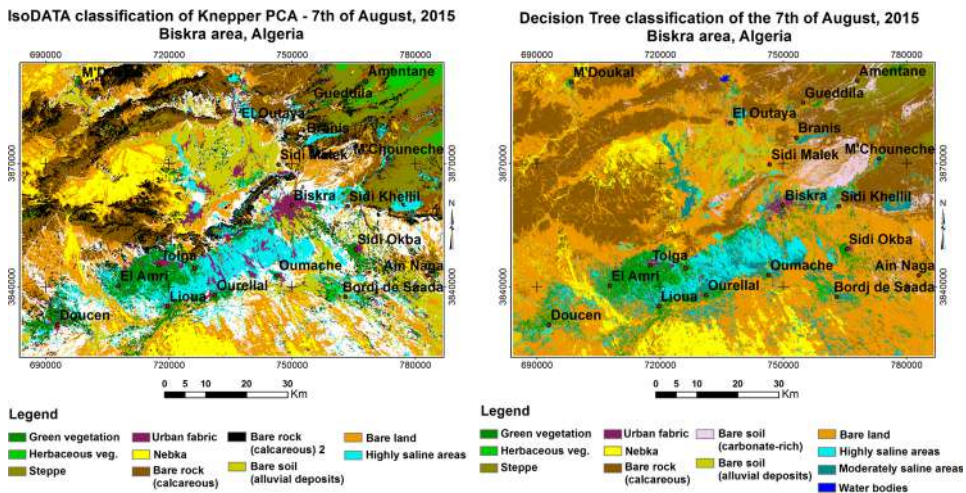 IsoDATA classification of Knepper PCA - 7th of August, 2015
Biskra area, Algeria
690000 720000 750000 780000
M'Doukal
Amentane
Gueddila
El Outaya
Branis
M'Chouneche
Sidi Malek
3870000 3870000
Biskra
Sidi Khellil
N
Sidi Okba
Tolga
Ain Naga
El Amri
Oumache
3840000 3840000
Lioua
Ourellal
Bordj de Saada
Doucen
690000 720000 750000 780000
0 5 10 20 30
Km
Legend
Green vegetation
Herbaceous veg.
Steppe
Urban fabric
Nebka
Bare rock
(calcareous)
Bare rock
(calcareous) 2
Bare soil
(alluvial deposits)
Bare land
Highly saline areas
Decision Tree classification of the 7th of August, 2015
Biskra area, Algeria
690000 720000 750000 780000
M'Doukal
Amentane
Gueddila
El Outaya
Branis
M'Chouneche
Sidi Malek
3870000 3870000
Biskra
Sidi Khellil
N
Sidi Okba
Tolga
Ain Naga
El Amri
Oumache
3840000 3840000
Lioua
Ourellal
Bordj de Saada
Doucen
690000 720000 750000 780000
0 5 10 20 30
Km
Legend
Green vegetation
Herbaceous veg.
Steppe
Urban fabric
Nebka
Bare rock
(calcareous)
Bare soil
(carbonate-rich)
Bare soil
(alluvial deposits)
Bare land
Highly saline areas
Moderately saline areas
Water bodies